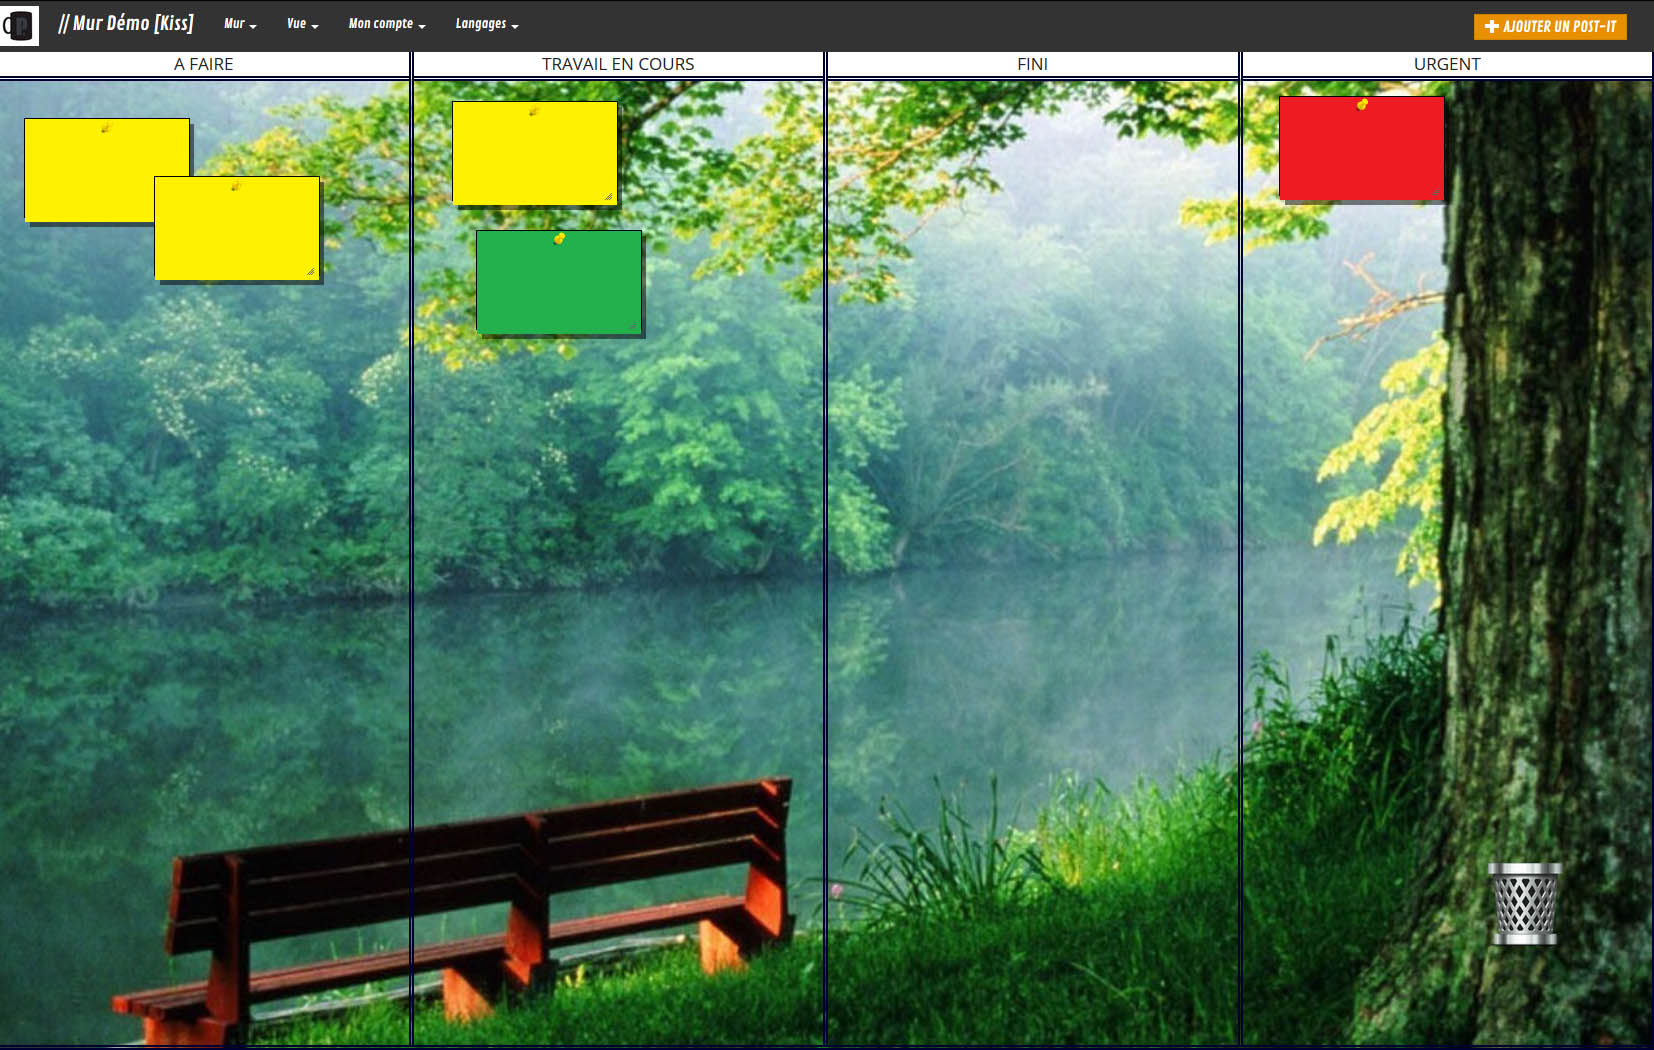 // Mur Démo [Kiss] Mur Vue Mon compte Langages AJOUTER UN POST-IT
A FAIRE TRAVAIL EN COURS FINI URGENT